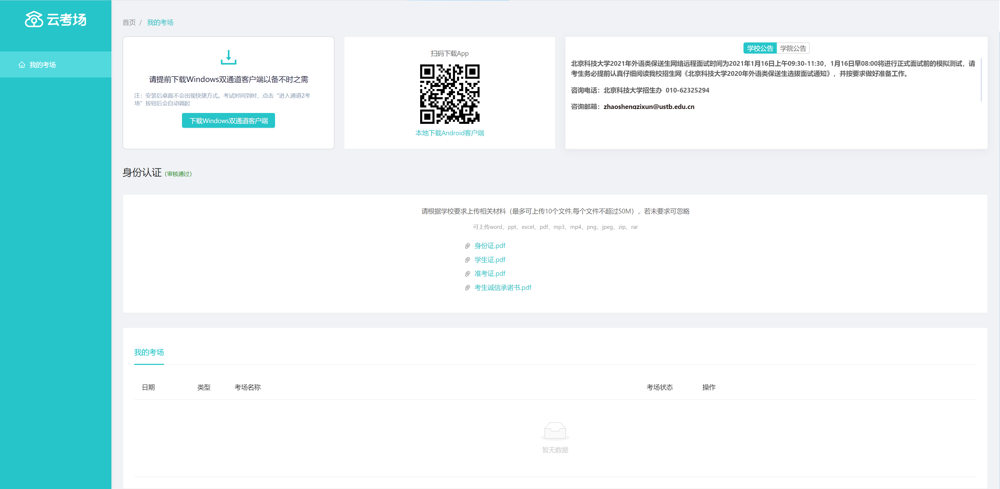 云考场
我的考场
首页 / 我的考场
请提前下载Windows双通道客户端以备不时之需
注：安装后桌面不会出现快捷方式。考试时间到时，点击“进入通道2考
场”按钮后会自动调起
下载Windows双通道客户端
扫码下载App
本地下载Android客户端
学校公告 学院公告
北京科技大学2021年外语类保送生网络远程面试时间为2021年1月16日上午09:30-11:30，1月16日早08:00将进行正式面试前的模拟测试，请
考生务必提前认真仔细阅读我校招生网《北京科技大学2020年外语类保送生选拔面试通知》，并按要求做好准备工作。
咨询电话：北京科技大学招生办 010-62325294
咨询邮箱：zhaoshengzixun@ustb.edu.cn
身份认证（审核通过）
请根据学校要求上传相关材料（最多可上传10个文件,每个文件不超过50M），若未要求可忽略
可上传word、ppt、excel、pdf、mp3、mp4、png、jpeg、zip、rar
身份证.pdf
学生证.pdf
准考证.pdf
考生诚信承诺书.pdf
我的考场
日期 类型 考场名称 考场状态 操作
暂无数据